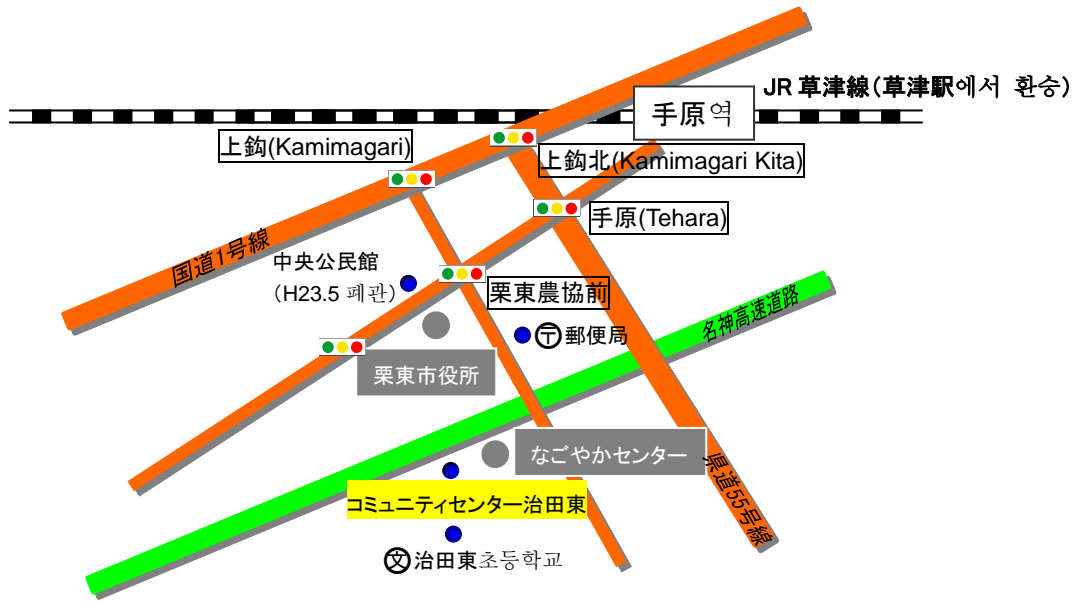 JR 草津線(草津駅에서 환승)
手原역
上鈎(Kamimagari)
上鈎北(Kamimagari Kita)
手原(Tehara)
国道1号線
中央公民館
(H23.5 폐관)
栗東農協前
名神高速道路
〒郵便局
栗東市役所
なごやかセンター
県道55号線
コミュニティセンター治田東
文治田東초등학교